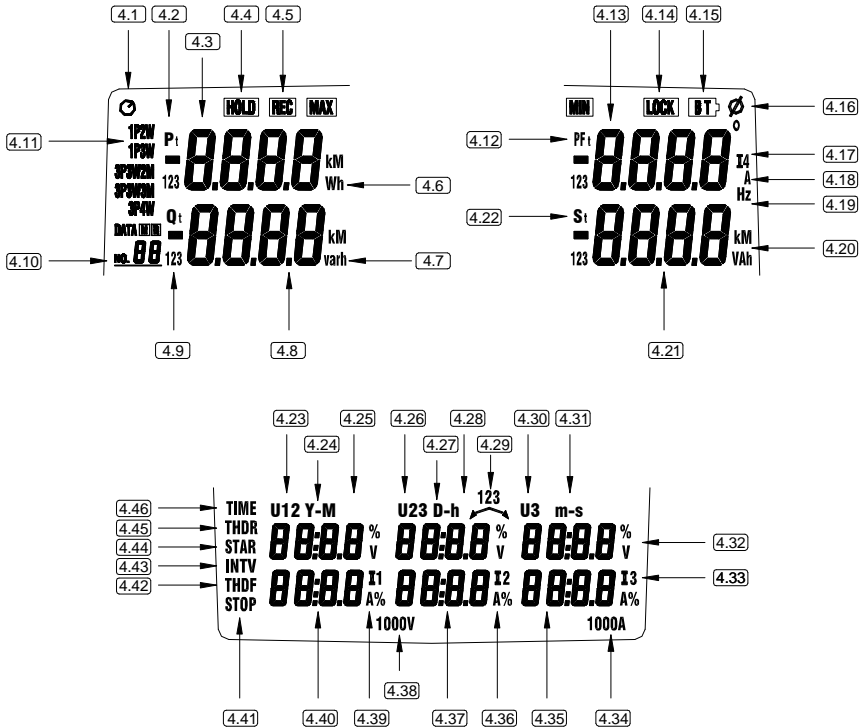 4.1 4.2 4.3 4.4 4.5
HOLD REC MAX
4.11 1P2W Pt 8.8.8.8 kM
1P3W
3P3W2M 123 Wh 4.6
3P3W3M
3P4W Qt 8.8.8.8 kM
DATA
4.10 NO. 88 123 varh 4.7
4.9 4.8
4.13 4.14 4.15
MIN LOCK BT 4.16
4.12 PFt 8.8.8.8 I4 4.17
A 4.18
123 Hz 4.19
4.22 St 8.8.8.8 kM
123 VAh 4.20
4.21
4.23 4.24 4.25 4.26 4.27 4.28 4.29 4.30 4.31
123
4.46 TIME U12 Y-M U23 D-h U3 m-s
4.45 THDR 88:8.8 % 88:8.8 % 88:8.8 %
4.44 STAR V V V 4.32
4.43 INTV
4.42 THDF 88:8.8 I1 88:8.8 I2 88:8.8 I3 4.33
STOP A% A% A%
1000V 1000A
4.41 4.40 4.39 4.38 4.37 4.36 4.35 4.34